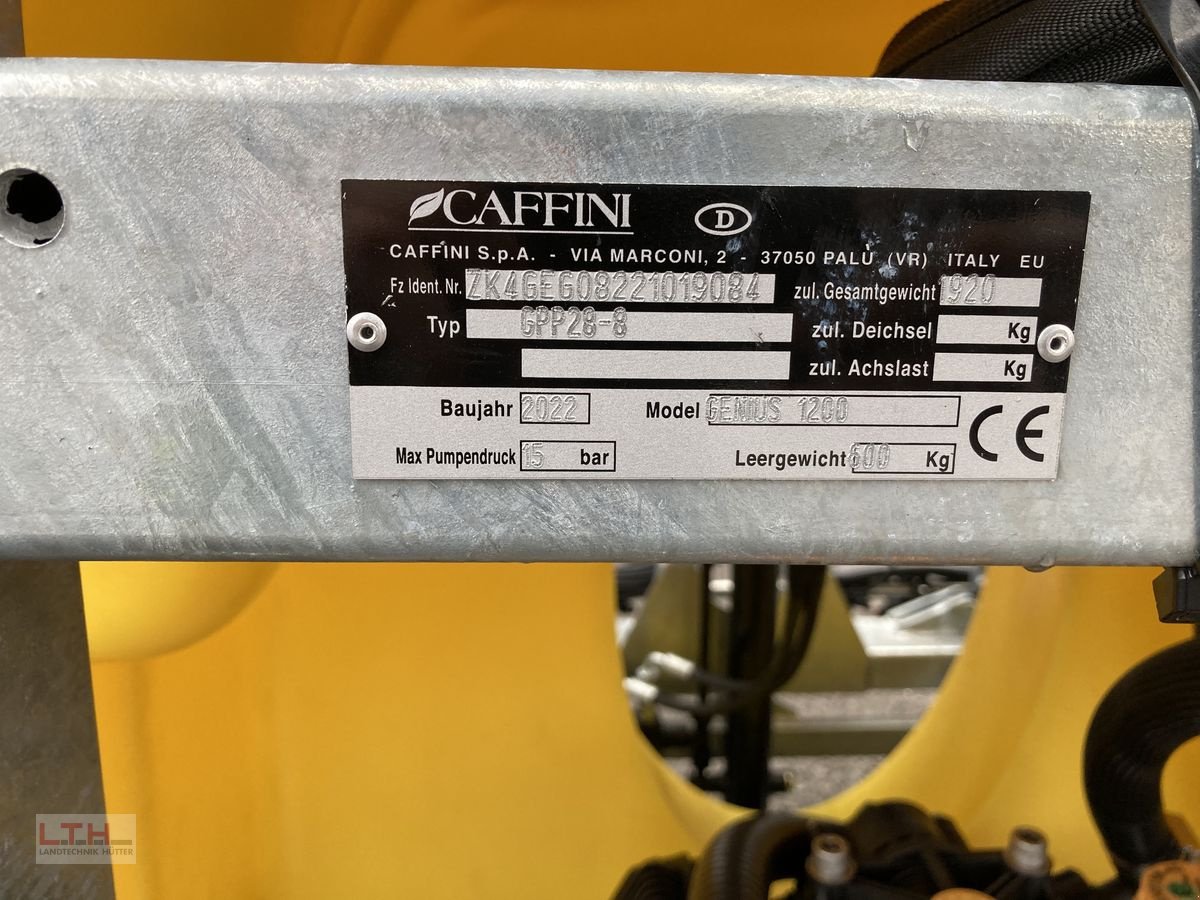 CAFFINI D
CAFFINI S.p.A. - VIA MARCONI, 2 - 37050 PALÙ (VR) ITALY EU
Fz Ident. Nr. ZK4GEG08221019084 zul. Gesamtgewicht 1920
Typ GPP28-8 zul. Deichsel Kg
zul. Achslast Kg
Baujahr 2022 Model GENIUS 1200 CE
Max Pumpendruck 15 bar Leergewicht 600 Kg
LTH
LANDTECHNIK HÜTTER